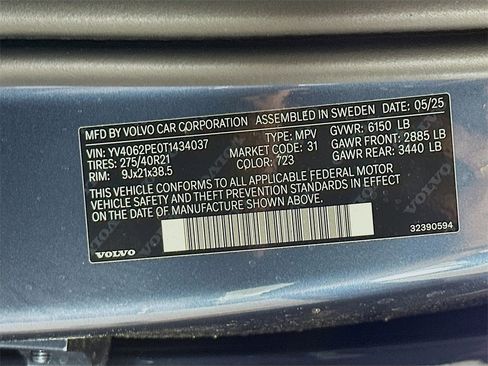 MFD BY VOLVO CAR CORPORATION ASSEMBLED IN SWEDEN DATE: 05/25
VIN: YV4062PE0T1434037 TYPE: MPV GVWR: 6150 LB
TIRES: 275/40R21 MARKET CODE: 31 GAWR FRONT: 2885 LB
RIM: 9Jx21x38.5 COLOR: 723 GAWR REAR: 3440 LB
THIS VEHICLE CONFORMS TO ALL APPLICABLE FEDERAL MOTOR
VEHICLE SAFETY AND THEFT PREVENTION STANDARDS IN EFFECT
ON THE DATE OF MANUFACTURE SHOWN ABOVE.
32390594
VOLVO